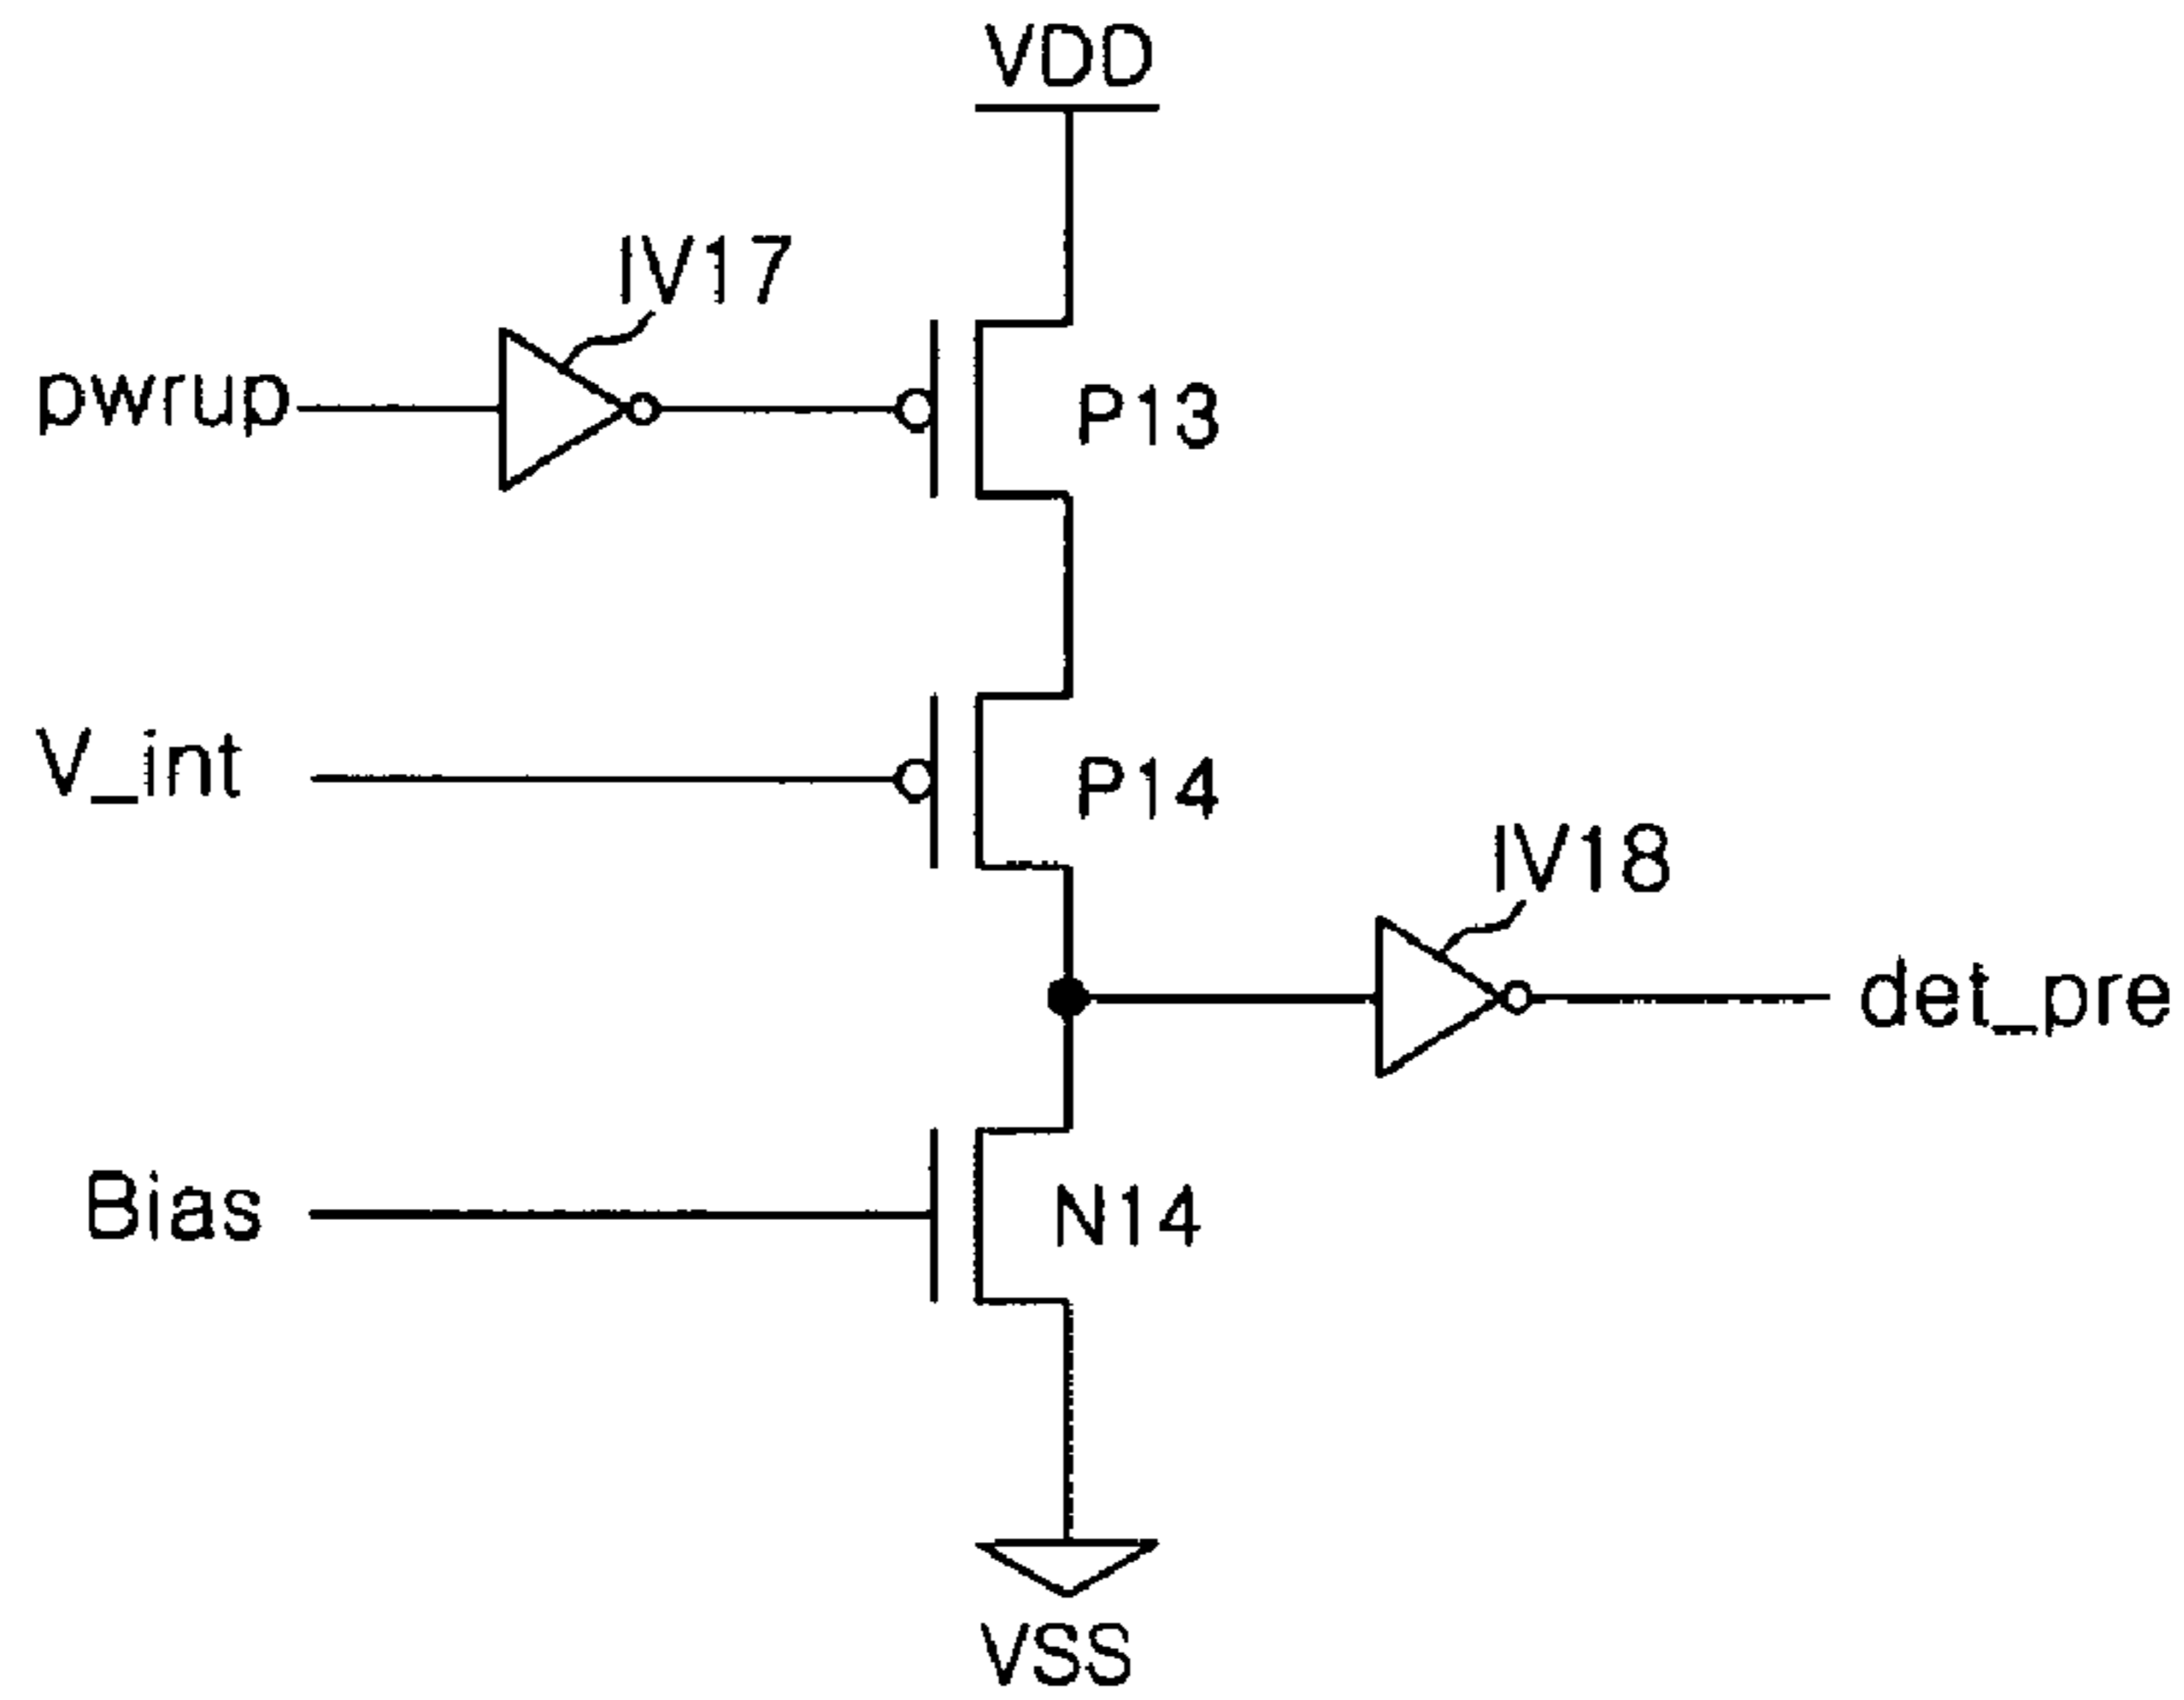 VDD
IV17
pwrup
P13
V_int
P14
IV18
det_pre
Bias
N14
VSS